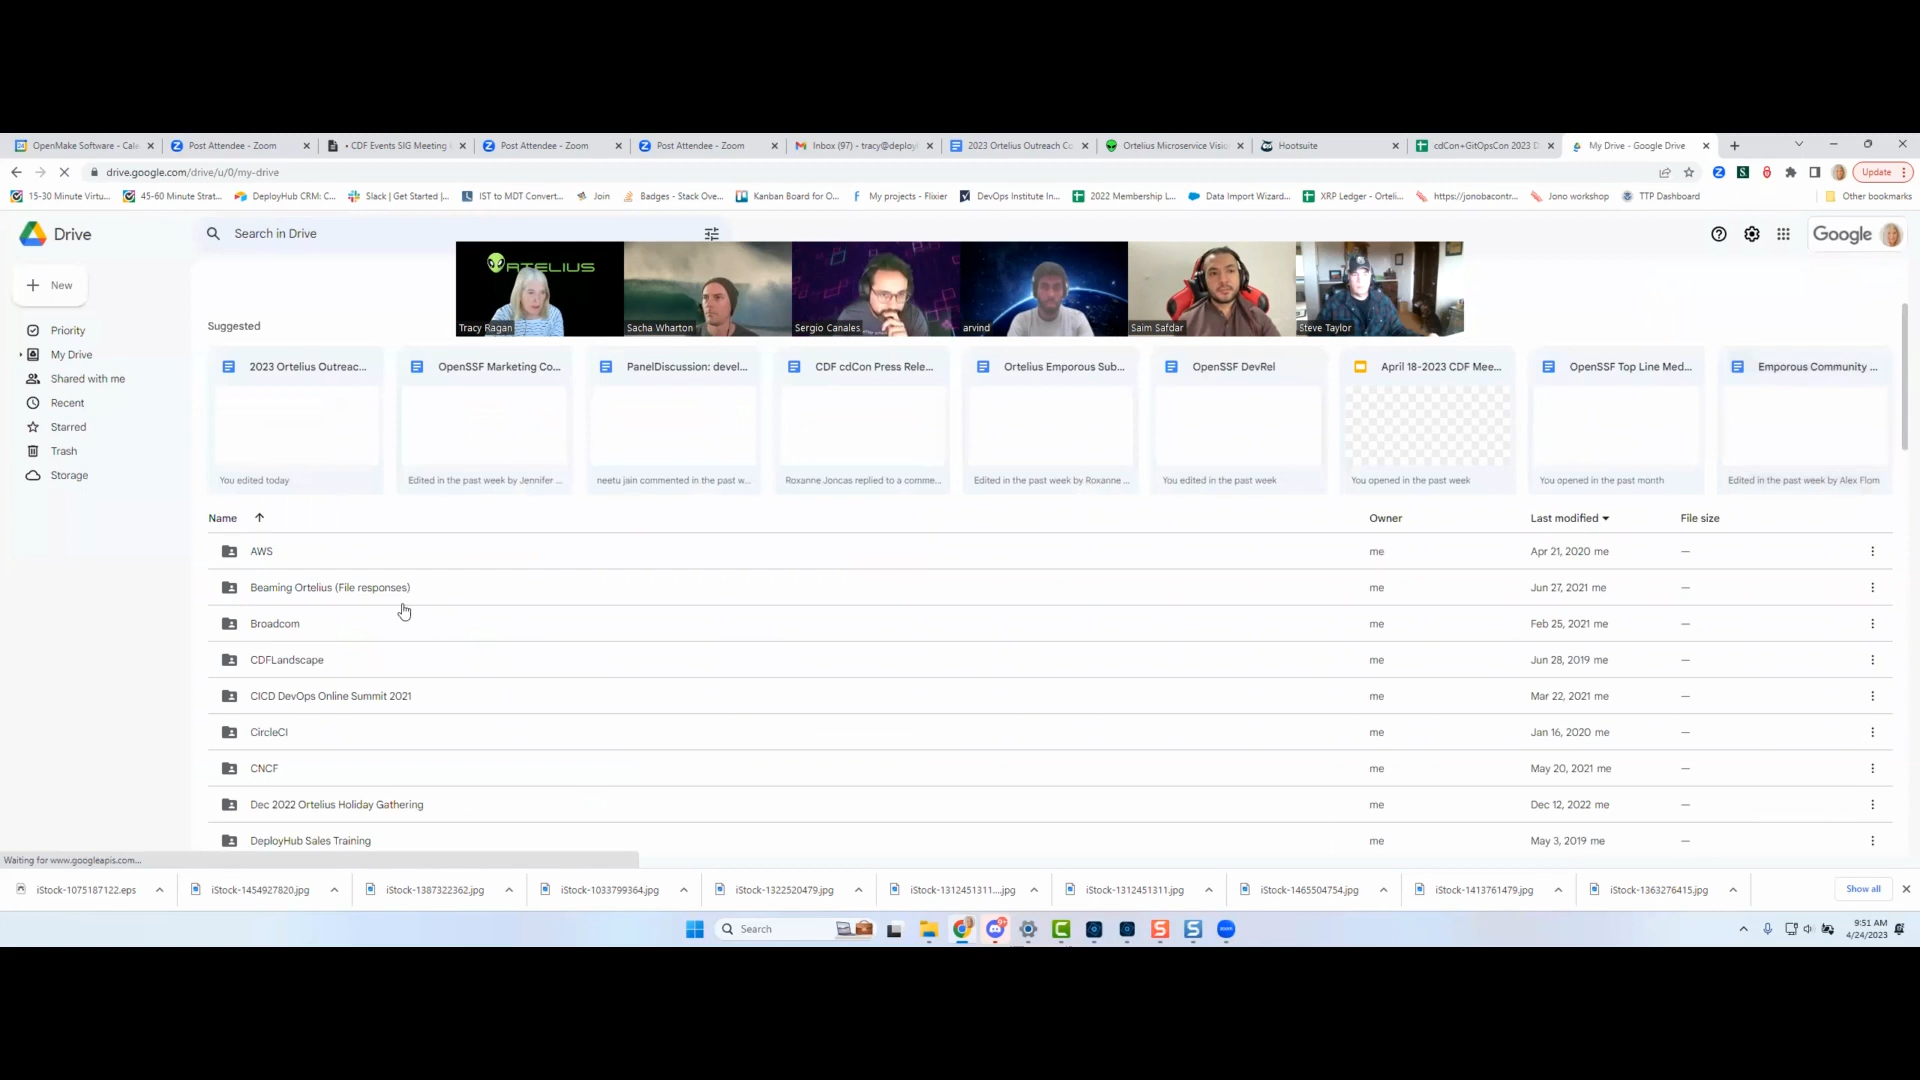 OpenMake Software - Cale
Post Attendee - Zoom
• CDF Events SIG Meeting
Post Attendee - Zoom
Post Attendee - Zoom
Inbox (97) - tracy@deploy
2023 Ortelius Outreach Co
Ortelius Microservice Visio
Hootsuite
cdCon+GitOpsCon 2023 D
My Drive - Google Drive
drive.google.com/drive/u/0/my-drive
Update
15-30 Minute Virtu...
45-60 Minute Strat...
DeployHub CRM: C...
Slack | Get Started |...
IST to MDT Convert...
Join
Badges - Stack Ove...
Kanban Board for O...
My projects - Flixier
DevOps Institute In...
2022 Membership L...
Data Import Wizard...
XRP Ledger - Orteli...
https://jonobacontr...
Jono workshop
TTP Dashboard
Other bookmarks
Drive
Search in Drive
Google
New
Priority
My Drive
Shared with me
Recent
Starred
Trash
Storage
Tracy Ragan
Sacha Wharton
Sergio Canales
arvind
Saim Safdar
Steve Taylor
Suggested
2023 Ortelius Outreac...
OpenSSF Marketing Co...
PanelDiscussion: devel...
CDF cdCon Press Rele...
Ortelius Emporous Sub...
OpenSSF DevRel
April 18-2023 CDF Mee...
OpenSSF Top Line Med...
Emporous Community ...
You edited today
Edited in the past week by Jennifer ...
neetu jain commented in the past w...
Roxanne Joncas replied to a comme...
Edited in the past week by Roxanne ...
You edited in the past week
You opened in the past week
You opened in the past month
Edited in the past week by Alex Flom
Name Owner Last modified File size
AWS me Apr 21, 2020 me —
Beaming Ortelius (File responses) me Jun 27, 2021 me —
Broadcom me Feb 25, 2021 me —
CDFLandscape me Jun 28, 2019 me —
CICD DevOps Online Summit 2021 me Mar 22, 2021 me —
CircleCI me Jan 16, 2020 me —
CNCF me May 20, 2021 me —
Dec 2022 Ortelius Holiday Gathering me Dec 12, 2022 me —
DeployHub Sales Training me May 3, 2019 me —
Waiting for www.googleapis.com...
iStock-1075187122.eps
iStock-1454927820.jpg
iStock-1387322362.jpg
iStock-1033799364.jpg
iStock-1322520479.jpg
iStock-1312451311....jpg
iStock-1312451311.jpg
iStock-1465504754.jpg
iStock-1413761479.jpg
iStock-1363276415.jpg
Show all
Search
9:51 AM
4/24/2023